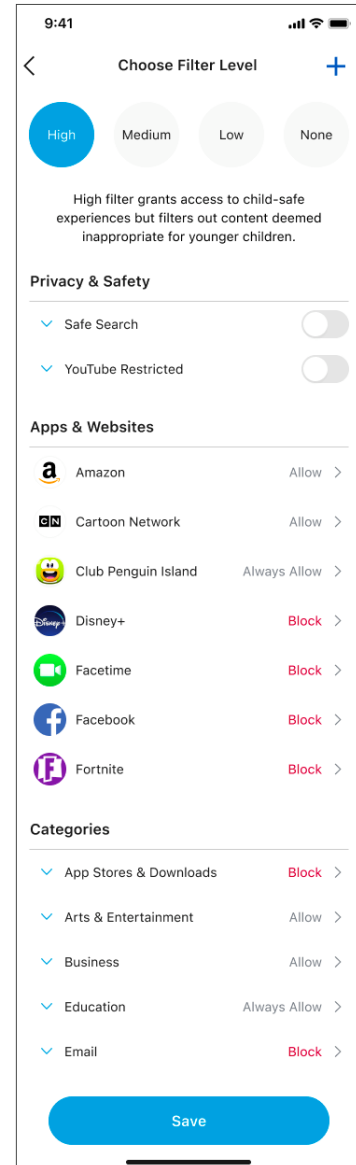 9:41
Choose Filter Level
High Medium Low None
High filter grants access to child-safe
experiences but filters out content deemed
inappropriate for younger children.
Privacy & Safety
Safe Search
YouTube Restricted
Apps & Websites
a Amazon Allow
CN Cartoon Network Allow
Club Penguin Island Always Allow
Disney+ Disney+ Block
Facetime Block
f Facebook Block
F Fortnite Block
Categories
App Stores & Downloads Block
Arts & Entertainment Allow
Business Allow
Education Always Allow
Email Block
Save